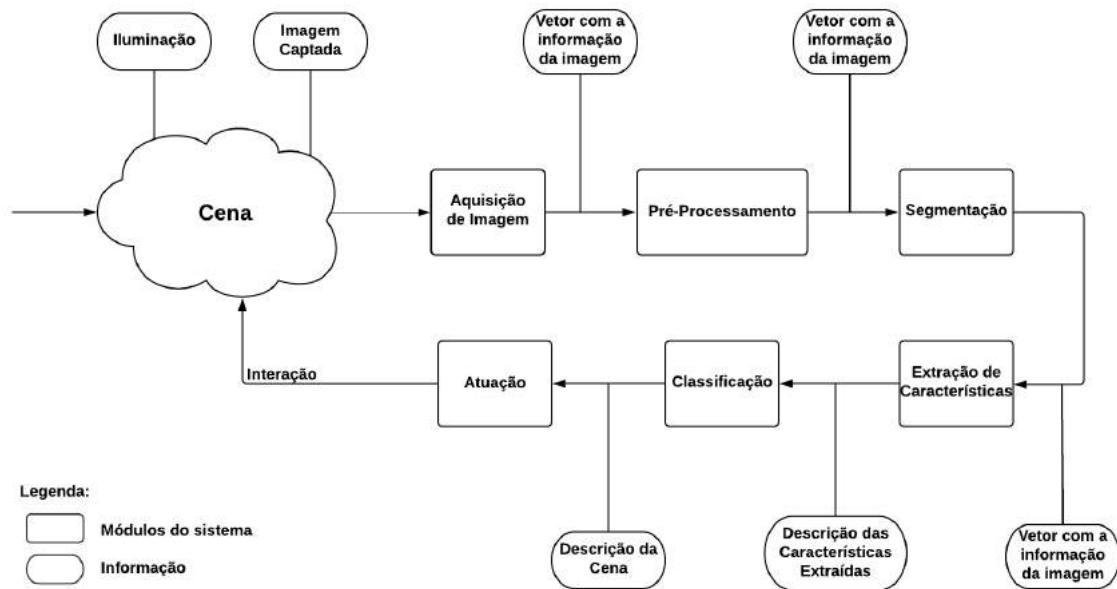 Iluminação
Imagem
Captada
Vetor com a
informação
da imagem
Vetor com a
informação
da imagem
Cena
Aquisição
de Imagem
Pré-Processamento
Segmentação
Interação
Atuação
Classificação
Extração de
Características
Legenda:
Módulos do sistema
Informação
Descrição da
Cena
Descrição das
Características
Extraídas
Vetor com a
informação
da imagem